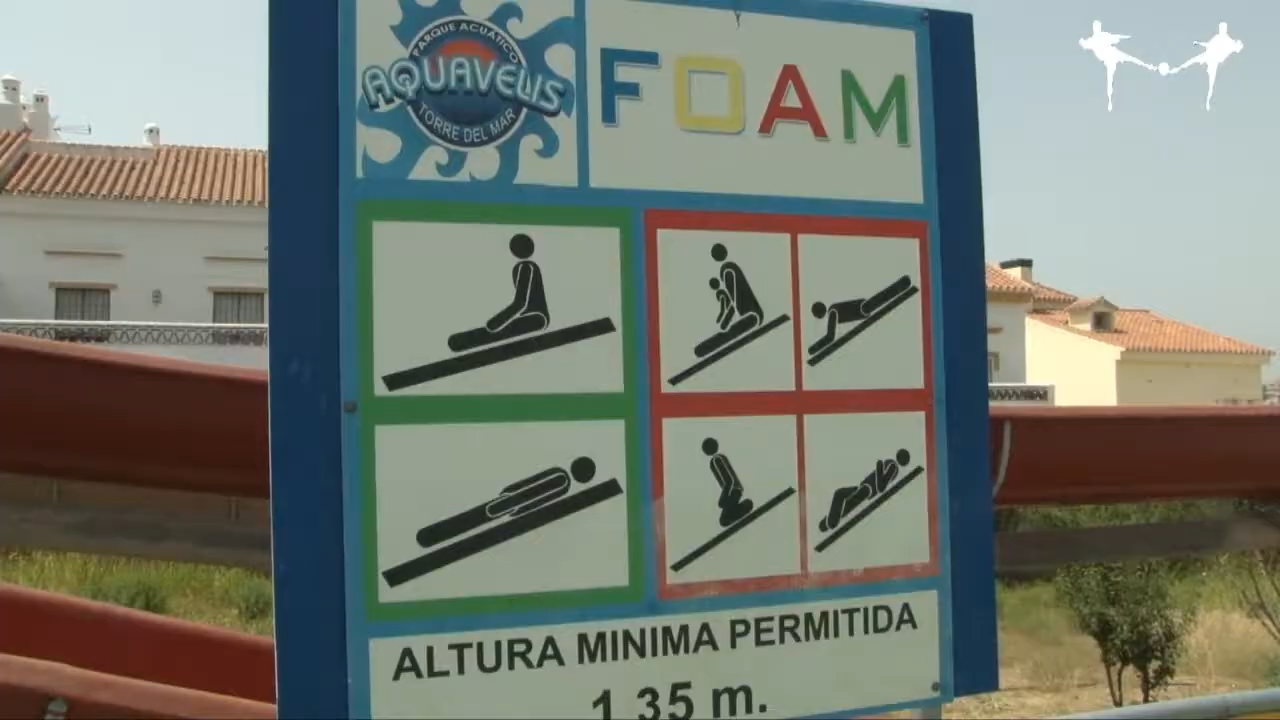 PARQUE ACUATICO
AQUAVELIS
TORRE DEL MAR
FOAM
ALTURA MINIMA PERMITIDA
1,35 m.